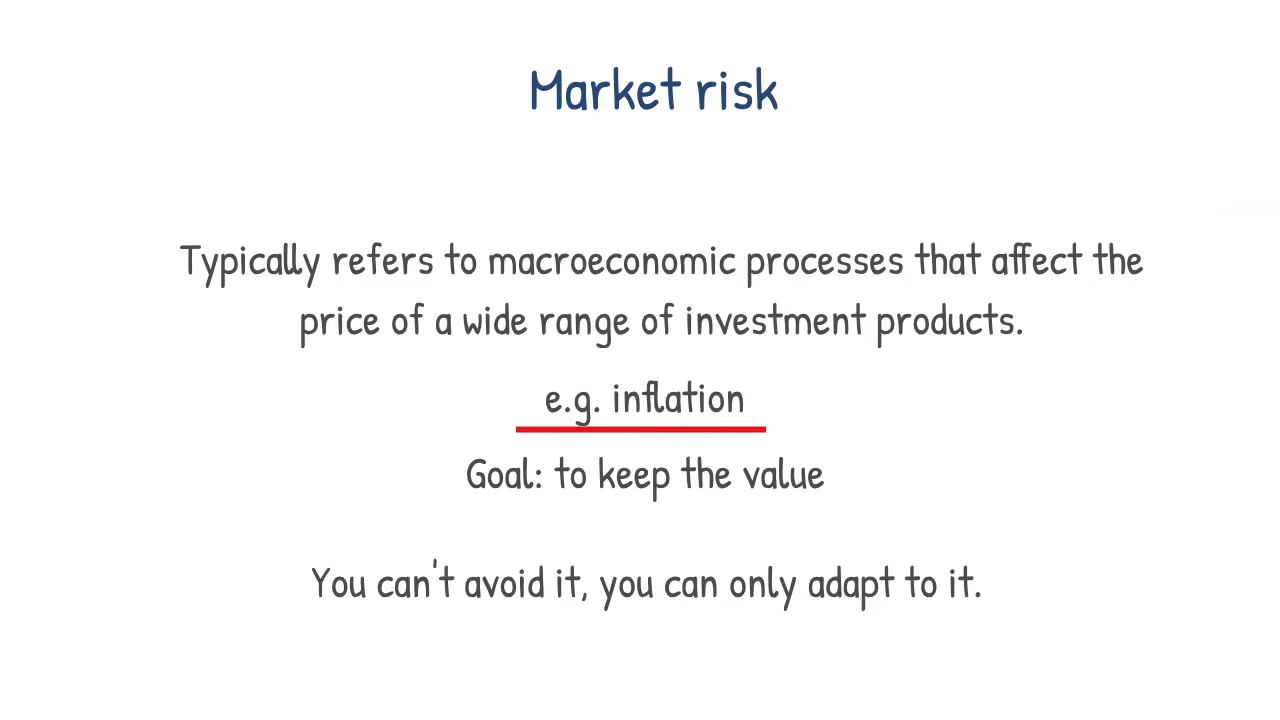 Market risk
Typically refers to macroeconomic processes that affect the
price of a wide range of investment products.
e.g. inflation
Goal: to keep the value
You can't avoid it, you can only adapt to it.